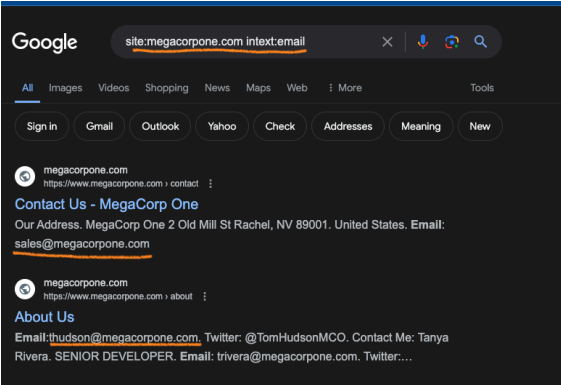 Google
site:megacorpone.com intext:email
All Images Videos Shopping News Maps Web More Tools
Sign in Gmail Outlook Yahoo Check Addresses Meaning New
megacorpone.com
https://www.megacorpone.com › contact
Contact Us - MegaCorp One
Our Address. MegaCorp One 2 Old Mill St Rachel, NV 89001. United States. Email:
sales@megacorpone.com
megacorpone.com
https://www.megacorpone.com › about
About Us
Email:thudson@megacorpone.com. Twitter: @TomHudsonMCO. Contact Me: Tanya
Rivera. SENIOR DEVELOPER. Email: trivera@megacorpone.com. Twitter:...